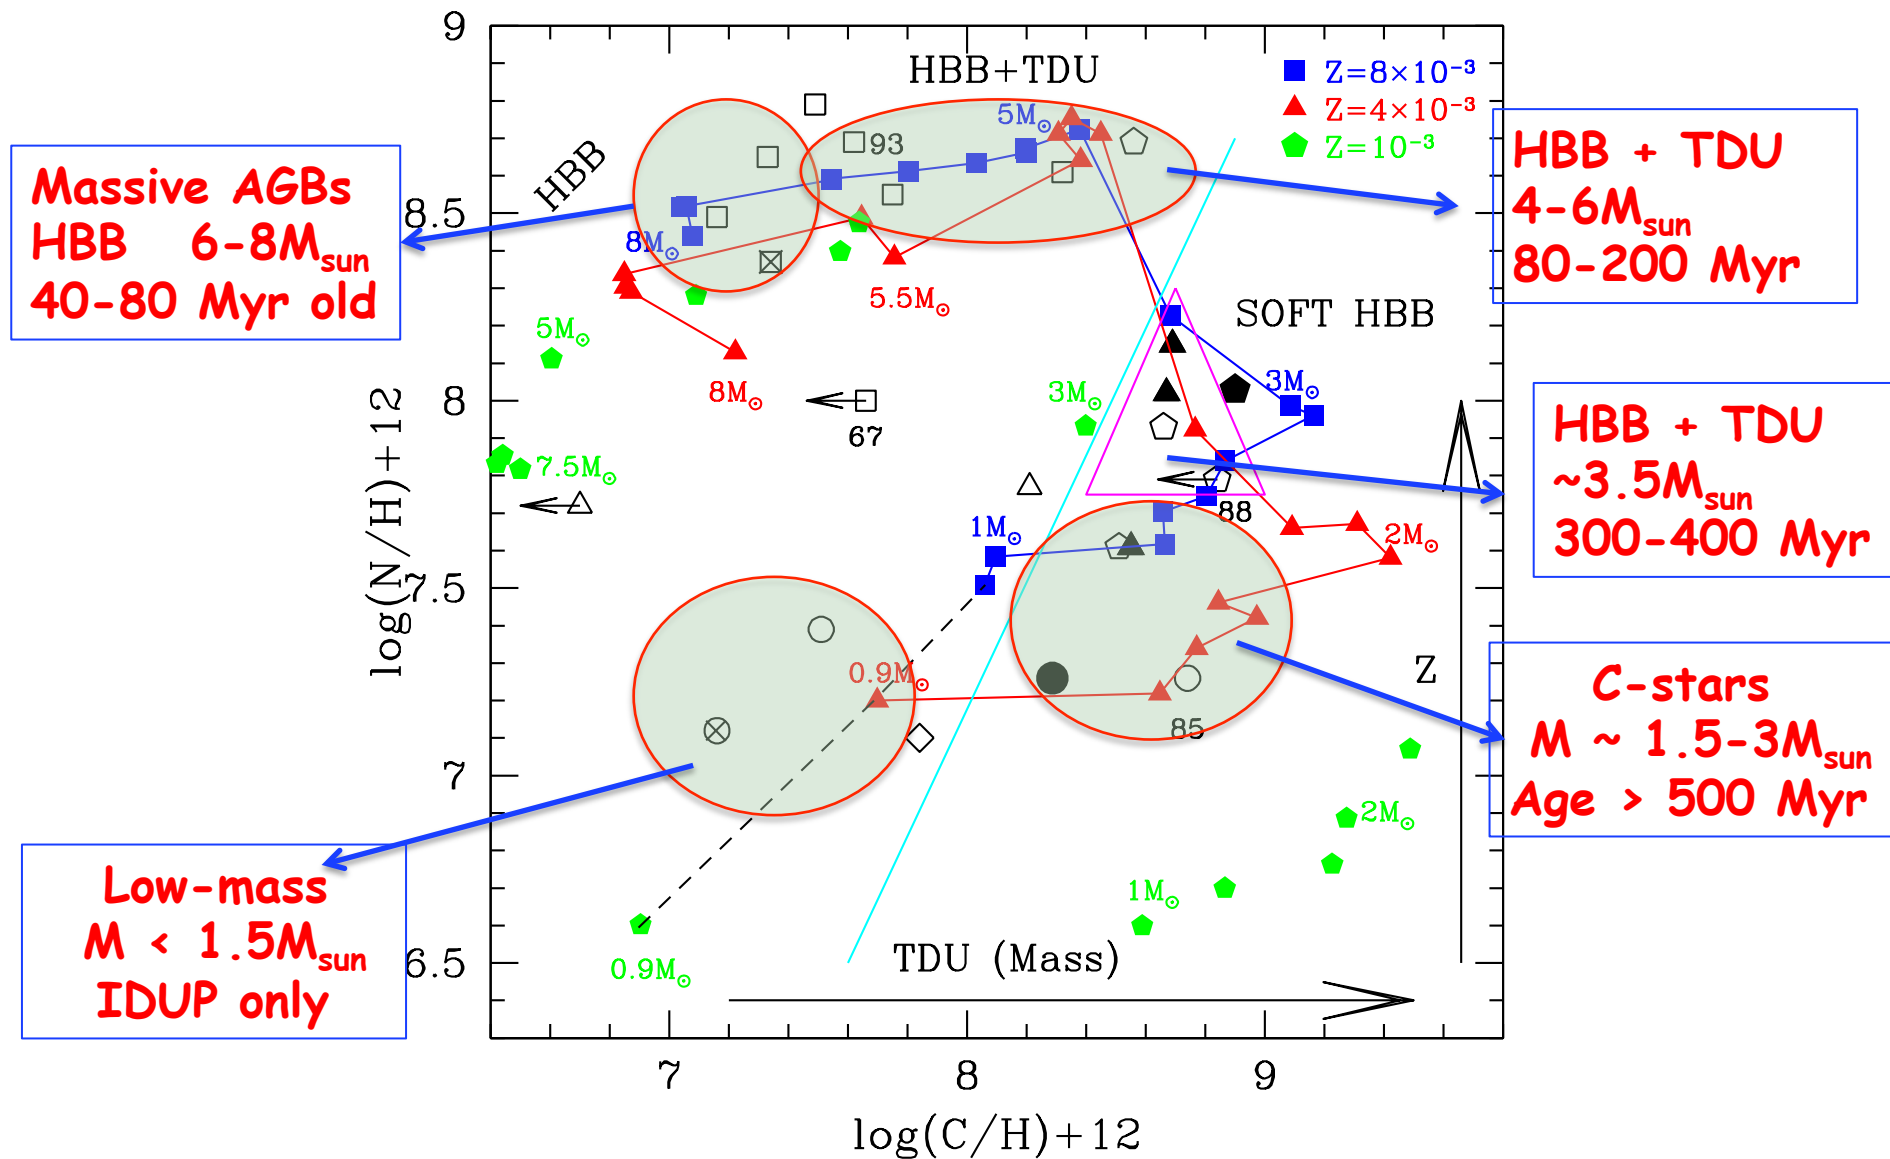 9
8.5
8
7.5
7
6.5
7
8
9
log(N/H)+12
log(C/H)+12
HBB+TDU
Z=8×10⁻³
Z=4×10⁻³
Z=10⁻³
HBB
SOFT HBB
TDU (Mass)
Z
5M⊙
93
8M⊙
5.5M⊙
5M⊙
8M⊙
3M⊙
3M⊙
67
7.5M⊙
88
1M⊙
2M⊙
0.9M⊙
85
2M⊙
1M⊙
0.9M⊙
Massive AGBs
HBB 6-8Msun
40-80 Myr old
HBB + TDU
4-6Msun
80-200 Myr
HBB + TDU
~3.5Msun
300-400 Myr
C-stars
M ~ 1.5-3Msun
Age > 500 Myr
Low-mass
M < 1.5Msun
IDUP only